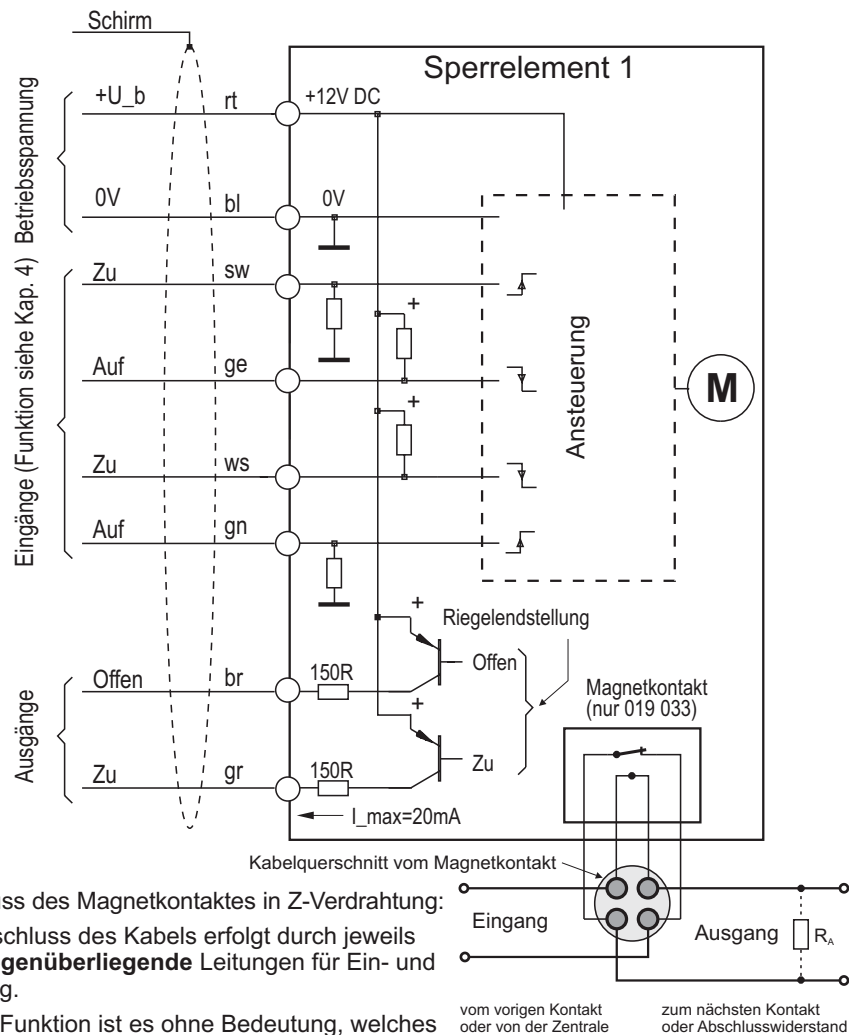 Schirm
Sperrelement 1
Betriebsspannung
+U_b rt +12V DC
0V bl 0V
Eingänge (Funktion siehe Kap. 4)
Zu sw
+
Auf ge
+
Zu ws
Auf gn
Ansteuerung
M
+
Riegelendstellung
Ausgänge
Offen br 150R Offen
+
Magnetkontakt
(nur 019 033)
Zu gr 150R Zu
I_max=20mA
Kabelquerschnitt vom Magnetkontakt
uss des Magnetkontaktes in Z-Verdrahtung:
schluss des Kabels erfolgt durch jeweils
genüberliegende Leitungen für Ein- und
g.
Funktion ist es ohne Bedeutung, welches
Eingang
Ausgang
RA
vom vorigen Kontakt
oder von der Zentrale
zum nächsten Kontakt
oder Abschlusswiderstand